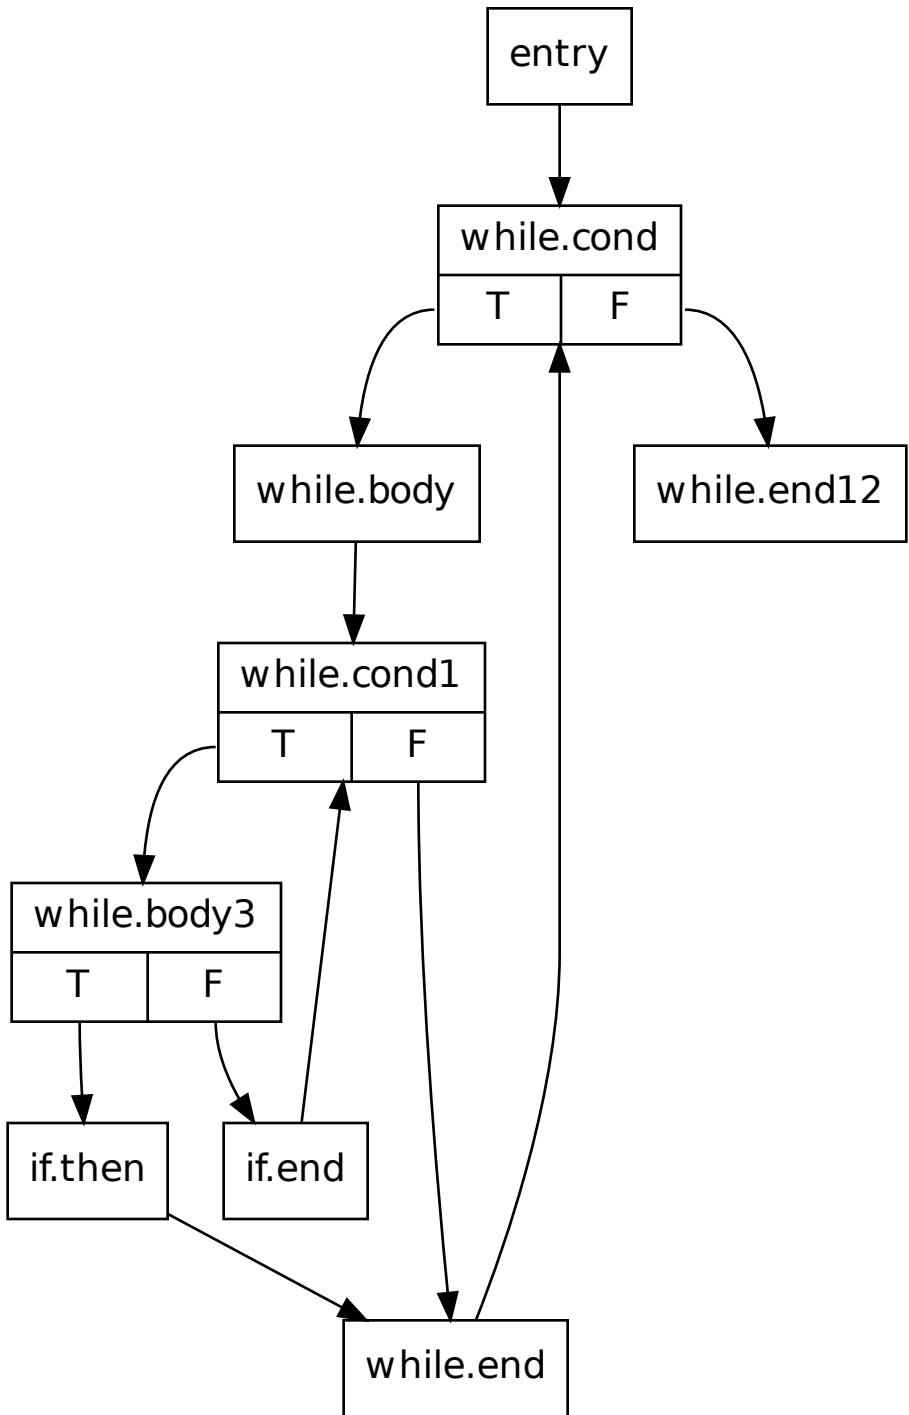 entry
while.cond
T F
while.body
while.end12
while.cond1
T F
while.body3
T F
if.then
if.end
while.end